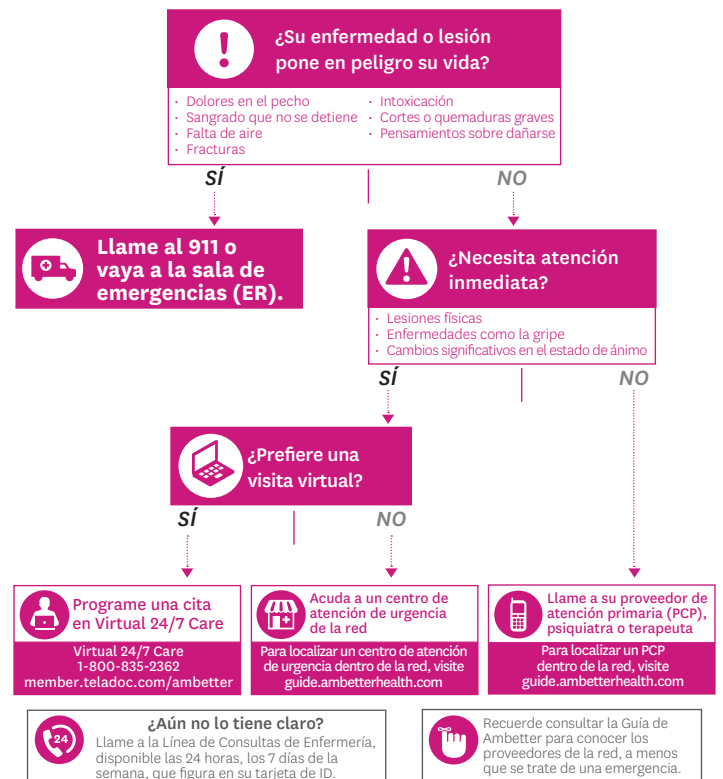 ¿Su enfermedad o lesión
pone en peligro su vida?
· Dolores en el pecho
· Sangrado que no se detiene
· Falta de aire
· Fracturas
· Intoxicación
· Cortes o quemaduras graves
· Pensamientos sobre dañarse
SÍ
NO
Llame al 911 o
vaya a la sala de
emergencias (ER).
¿Necesita atención
inmediata?
· Lesiones físicas
· Enfermedades como la gripe
· Cambios significativos en el estado de ánimo
SÍ
NO
¿Prefiere una
visita virtual?
SÍ
NO
Programe una cita
en Virtual 24/7 Care
Virtual 24/7 Care
1-800-835-2362
member.teladoc.com/ambetter
Acuda a un centro de
atención de urgencia
de la red
Para localizar un centro de atención
de urgencia dentro de la red, visite
guide.ambetterhealth.com
Llame a su proveedor de
atención primaria (PCP),
psiquiatra o terapeuta
Para localizar un PCP
dentro de la red, visite
guide.ambetterhealth.com
24
¿Aún no lo tiene claro?
Llame a la Línea de Consultas de Enfermería,
disponible las 24 horas, los 7 días de la
semana, que figura en su tarjeta de ID.
Recuerde consultar la Guía de
Ambetter para conocer los
proveedores de la red, a menos
que se trate de una emergencia.